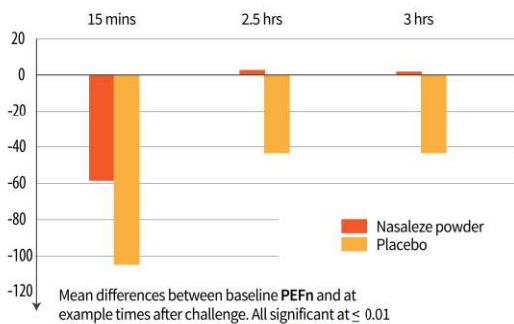 15 mins 2.5 hrs 3 hrs
20
0
-20
-40
-60
-80
-100
-120
Nasaleze powder
Placebo
Mean differences between baseline PEFn and at
example times after challenge. All significant at ≤ 0.01